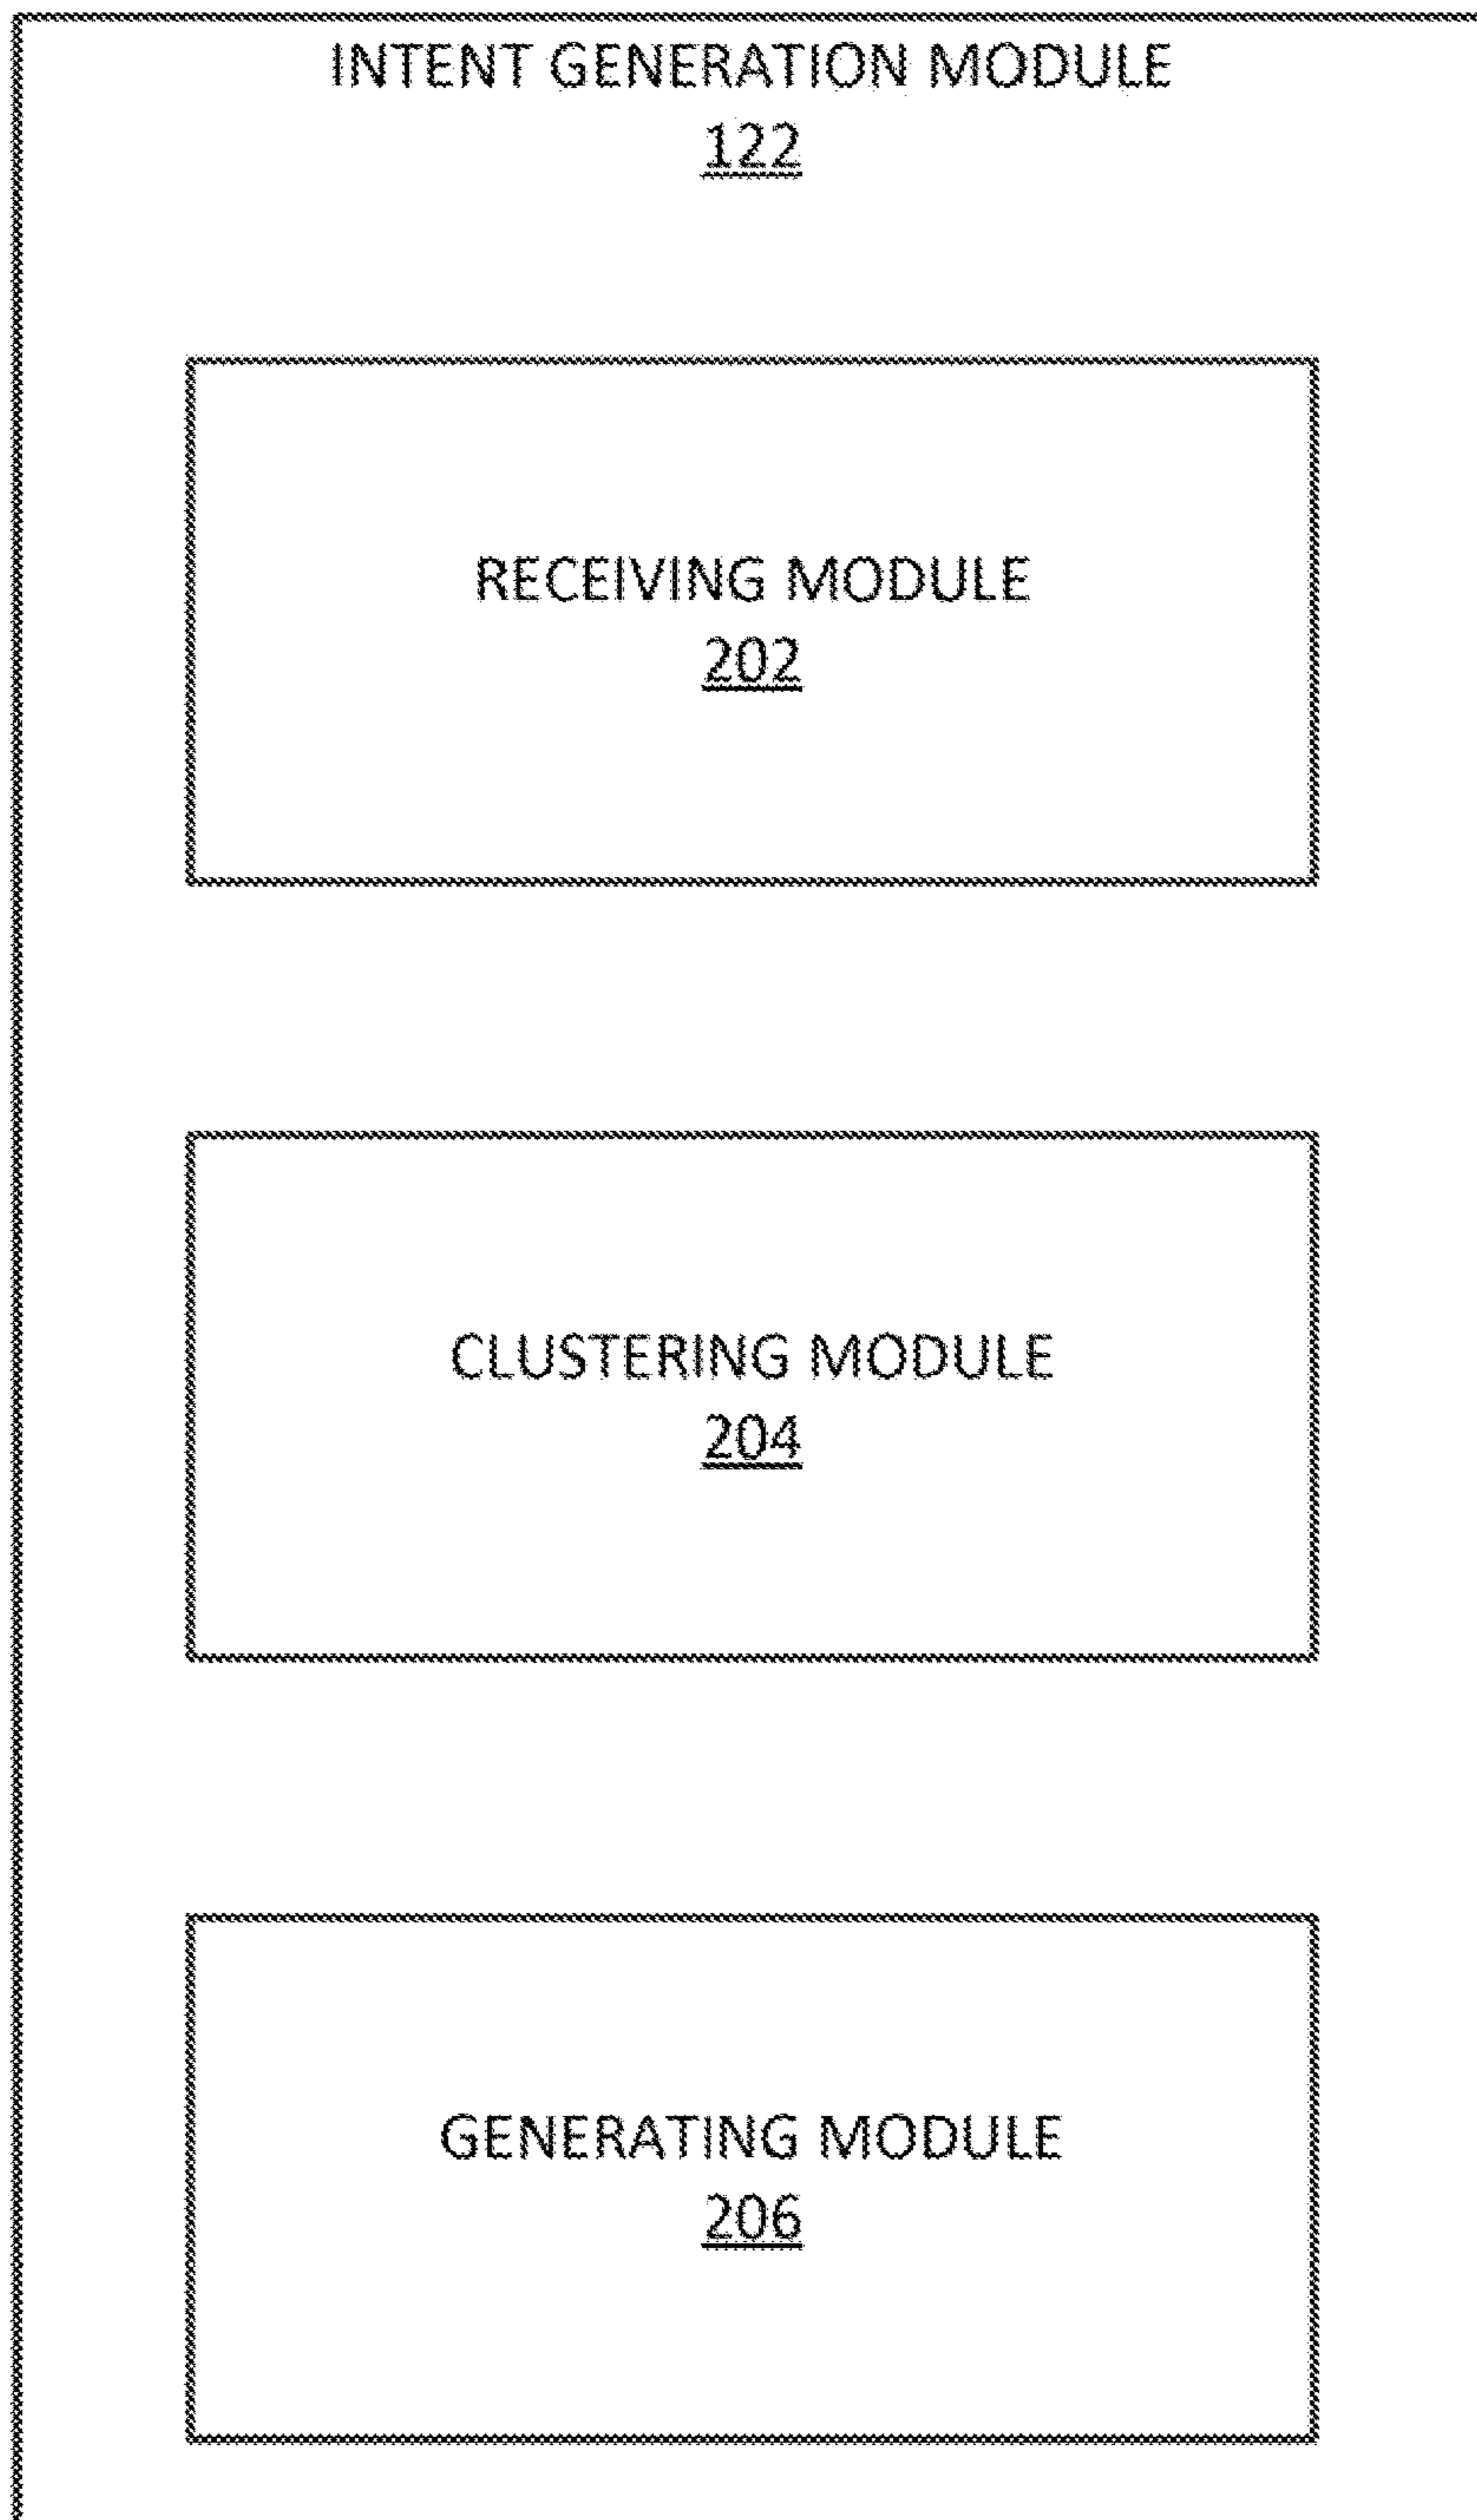 INTENT GENERATION MODULE
122
RECEIVING MODULE
202
CLUSTERING MODULE
204
GENERATING MODULE
206